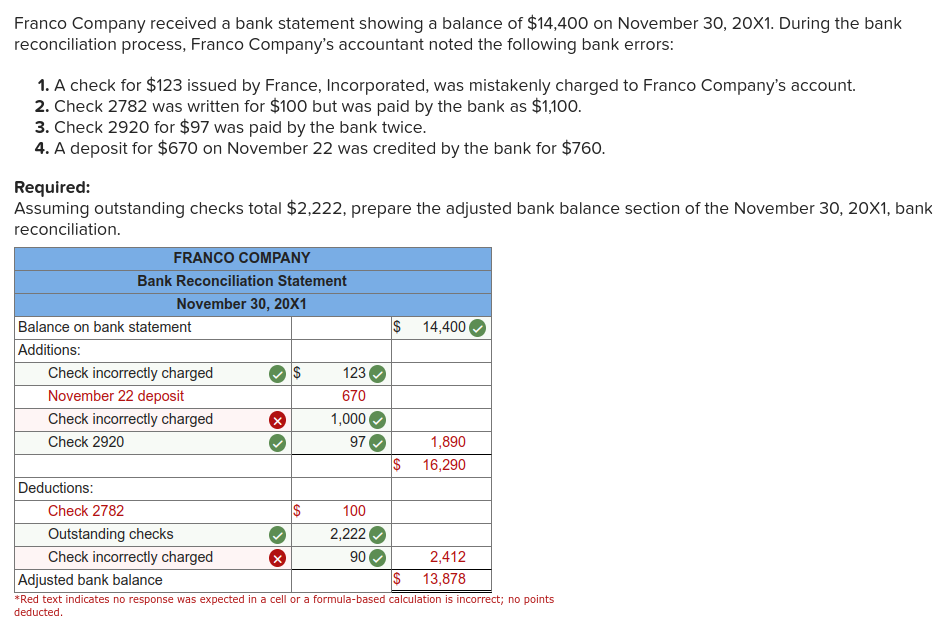 Franco Company received a bank statement showing a balance of $14,400 on November 30, 20X1. During the bank
reconciliation process, Franco Company's accountant noted the following bank errors:
1. A check for $123 issued by France, Incorporated, was mistakenly charged to Franco Company's account.
2. Check 2782 was written for $100 but was paid by the bank as $1,100.
3. Check 2920 for $97 was paid by the bank twice.
4. A deposit for $670 on November 22 was credited by the bank for $760.
Required:
Assuming outstanding checks total $2,222, prepare the adjusted bank balance section of the November 30, 20X1, bank
reconciliation.
FRANCO COMPANY
Bank Reconciliation Statement
November 30, 20X1
Balance on bank statement $ 14,400
Additions:
Check incorrectly charged $ 123
November 22 deposit 670
Check incorrectly charged 1,000
Check 2920 97 1,890
$ 16,290
Deductions:
Check 2782 $ 100
Outstanding checks 2,222
Check incorrectly charged 90 2,412
Adjusted bank balance $ 13,878
*Red text indicates no response was expected in a cell or a formula-based calculation is incorrect; no points
deducted.